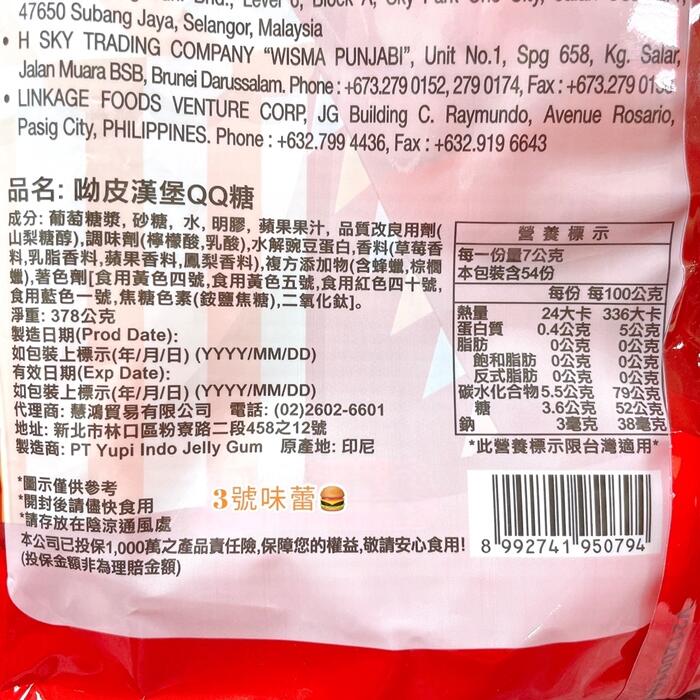 47650 Subang Jaya, Selangor, Malaysia
• H SKY TRADING COMPANY “WISMA PUNJABI”, Unit No.1, Spg 658, Kg. Salar,
Jalan Muara BSB, Brunei Darussalam. Phone : +673.279 0152, 279 0174, Fax : +673.279
• LINKAGE FOODS VENTURE CORP, JG Building C. Raymundo, Avenue Rosario,
Pasig City, PHILIPPINES. Phone : +632.799 4436, Fax : +632.919 6643
品名: 呦皮漢堡QQ糖
成分: 葡萄糖漿, 砂糖, 水, 明膠, 蘋果果汁, 品質改良用劑(
山梨糖醇),調味劑(檸檬酸,乳酸),水解豌豆蛋白,香料(草莓香
料,乳脂香料,蘋果香料,鳳梨香料),複方添加物(含蜂蠟,棕櫚
蠟),著色劑[食用黃色四號,食用黃色五號,食用紅色四十號,
食用藍色一號,焦糖色素(銨鹽焦糖),二氧化鈦]。
淨重: 378公克
製造日期(Prod Date):
如包裝上標示(年/月/日) (YYYY/MM/DD)
有效日期(Exp Date):
如包裝上標示(年/月/日) (YYYY/MM/DD)
代理商: 慧鴻貿易有限公司 電話: (02)2602-6601
地址: 新北市林口區粉寮路二段458之12號
製造商: PT Yupi Indo Jelly Gum 原產地: 印尼
營養標示
每一份量7公克
本包裝含54份
每份 每100公克
熱量 24大卡 336大卡
蛋白質 0.4公克 5公克
脂肪 0公克 0公克
飽和脂肪 0公克 0公克
反式脂肪 0公克 0公克
碳水化合物 5.5公克 79公克
糖 3.6公克 52公克
鈉 3毫克 38毫克
*此營養標示限台灣適用*
*圖示僅供參考
*開封後請儘快食用
*請存放在陰涼通風處
3號味蕾
本公司已投保1,000萬之產品責任險,保障您的權益,敬請安心食用!
(投保金額非為理賠金額)
8 992741 950794